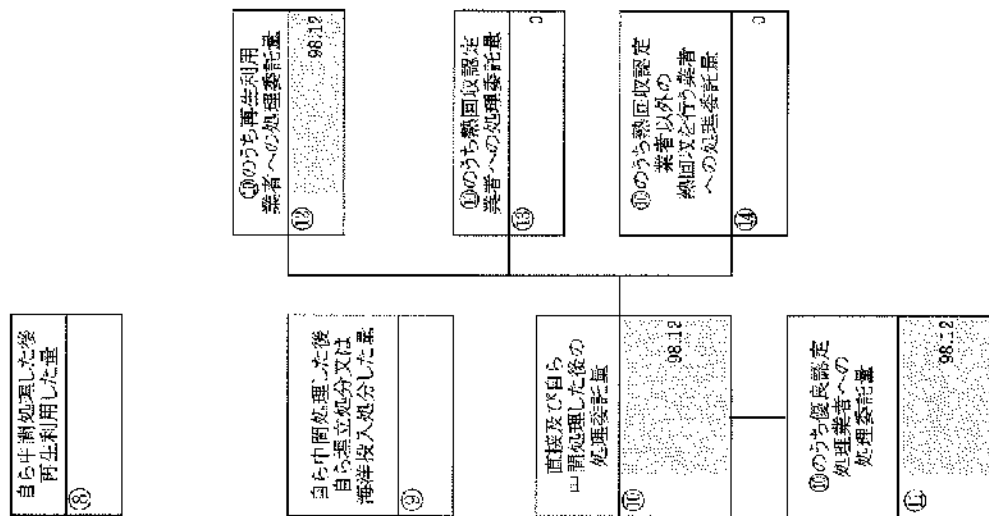 自ら中間処理した後
再生利用した量
⑧
自ら中間処理した後
自ら埋立処分又は
海洋投入処分した量
⑨
直接及び自ら
中間処理した後の
処理委託量
⑩
98.12
⑩のうち優良認定
処理業者への
処理委託量
⑪
98.12
⑩のうち再生利用
業者への処理委託量
⑫
98.12
⑩のうち熱回収認定
業者への処理委託量
⑬
0
⑩のうち熱回収認定
業者以外の
熱回収を行う業者
への処理委託量
⑭
0